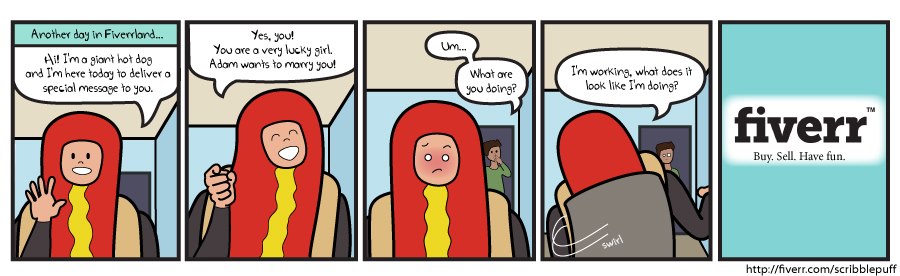 Another day in Fiverrland...
Hi! I'm a giant hot dog
and I'm here today to deliver a
special message to you.
Yes, you!
You are a very lucky girl.
Adam wants to marry you!
Um...
What are
you doing?
I'm working, what does it
look like I'm doing?
swirl
fiverr™
Buy. Sell. Have fun.
http://fiverr.com/scribblepuff